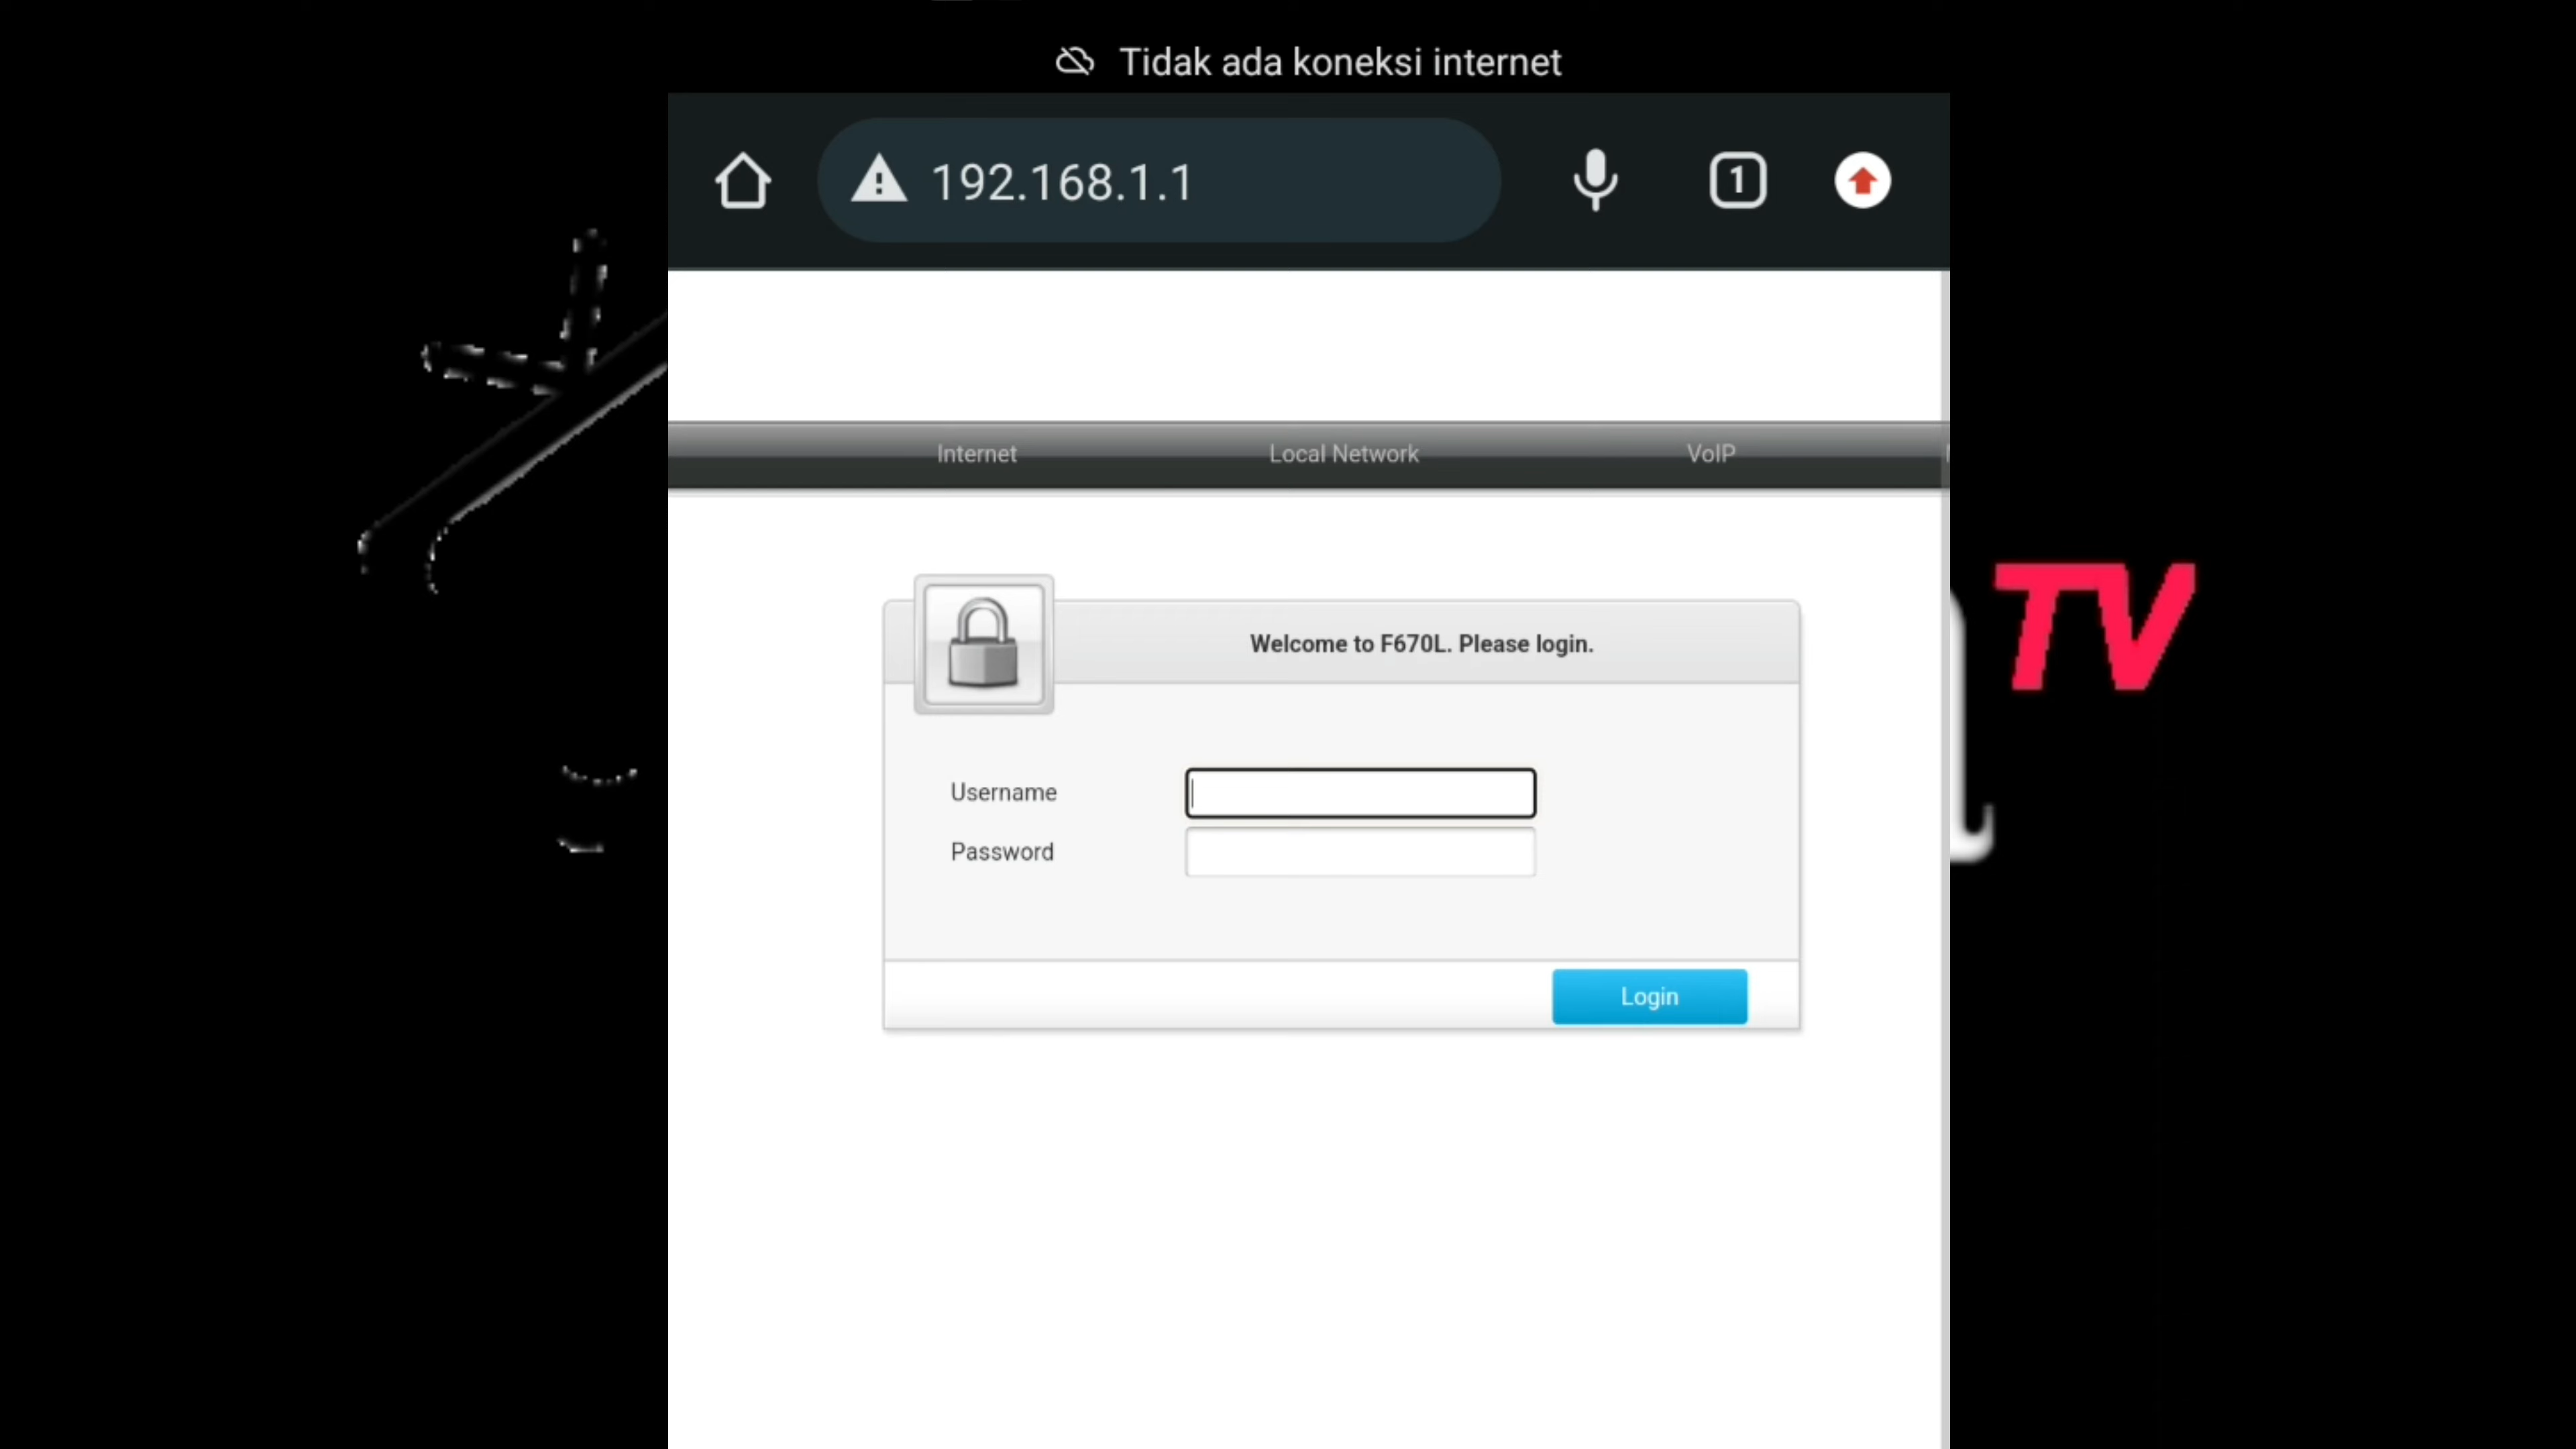 Tidak ada koneksi internet
192.168.1.1
1
Internet
Local Network
VoIP
Welcome to F670L. Please login.
TV
Username
Password
Login